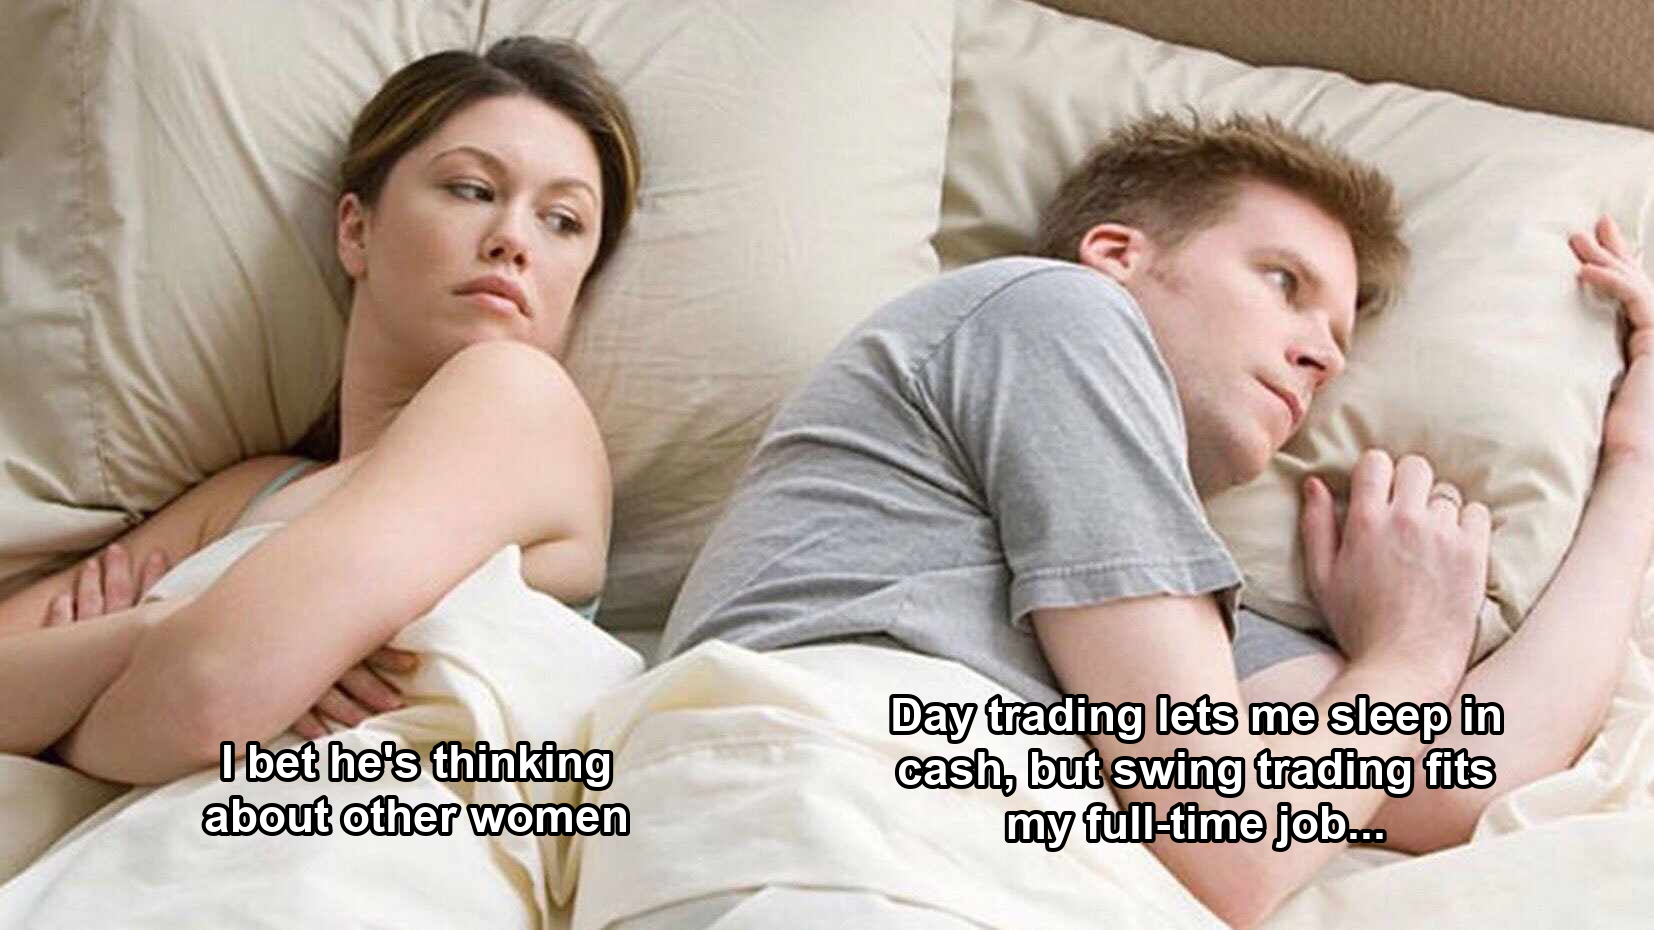 I bet he's thinking
about other women
Day trading lets me sleep in
cash, but swing trading fits
my full-time job...